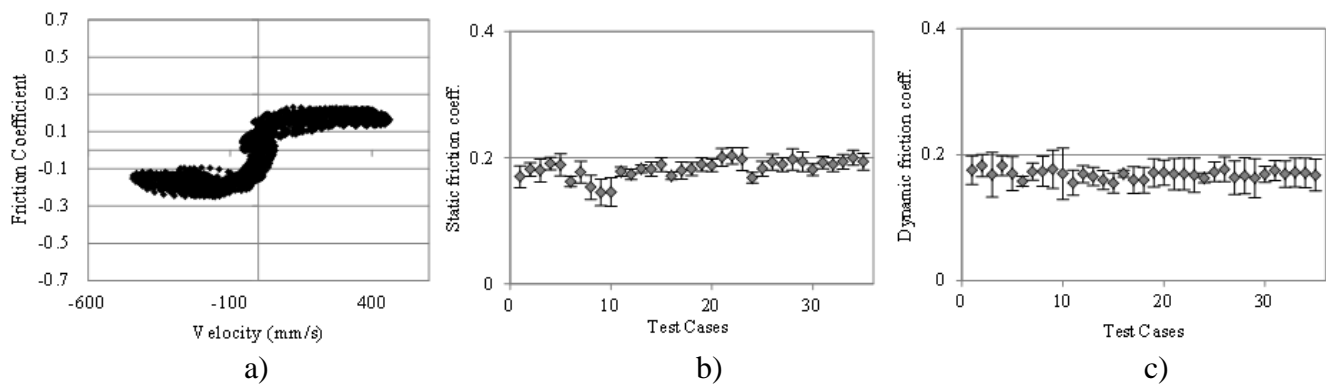 0.7
0.5
0.3
0.1
-0.1
-0.3
-0.5
-0.7
Friction Coefficient
-600 -100 400
Velocity (mm/s)
a)
0.4
0.2
0
Static friction coeff.
0 10 20 30
Test Cases
b)
0.4
0.2
0
Dynamic friction coeff.
0 10 20 30
Test Cases
c)